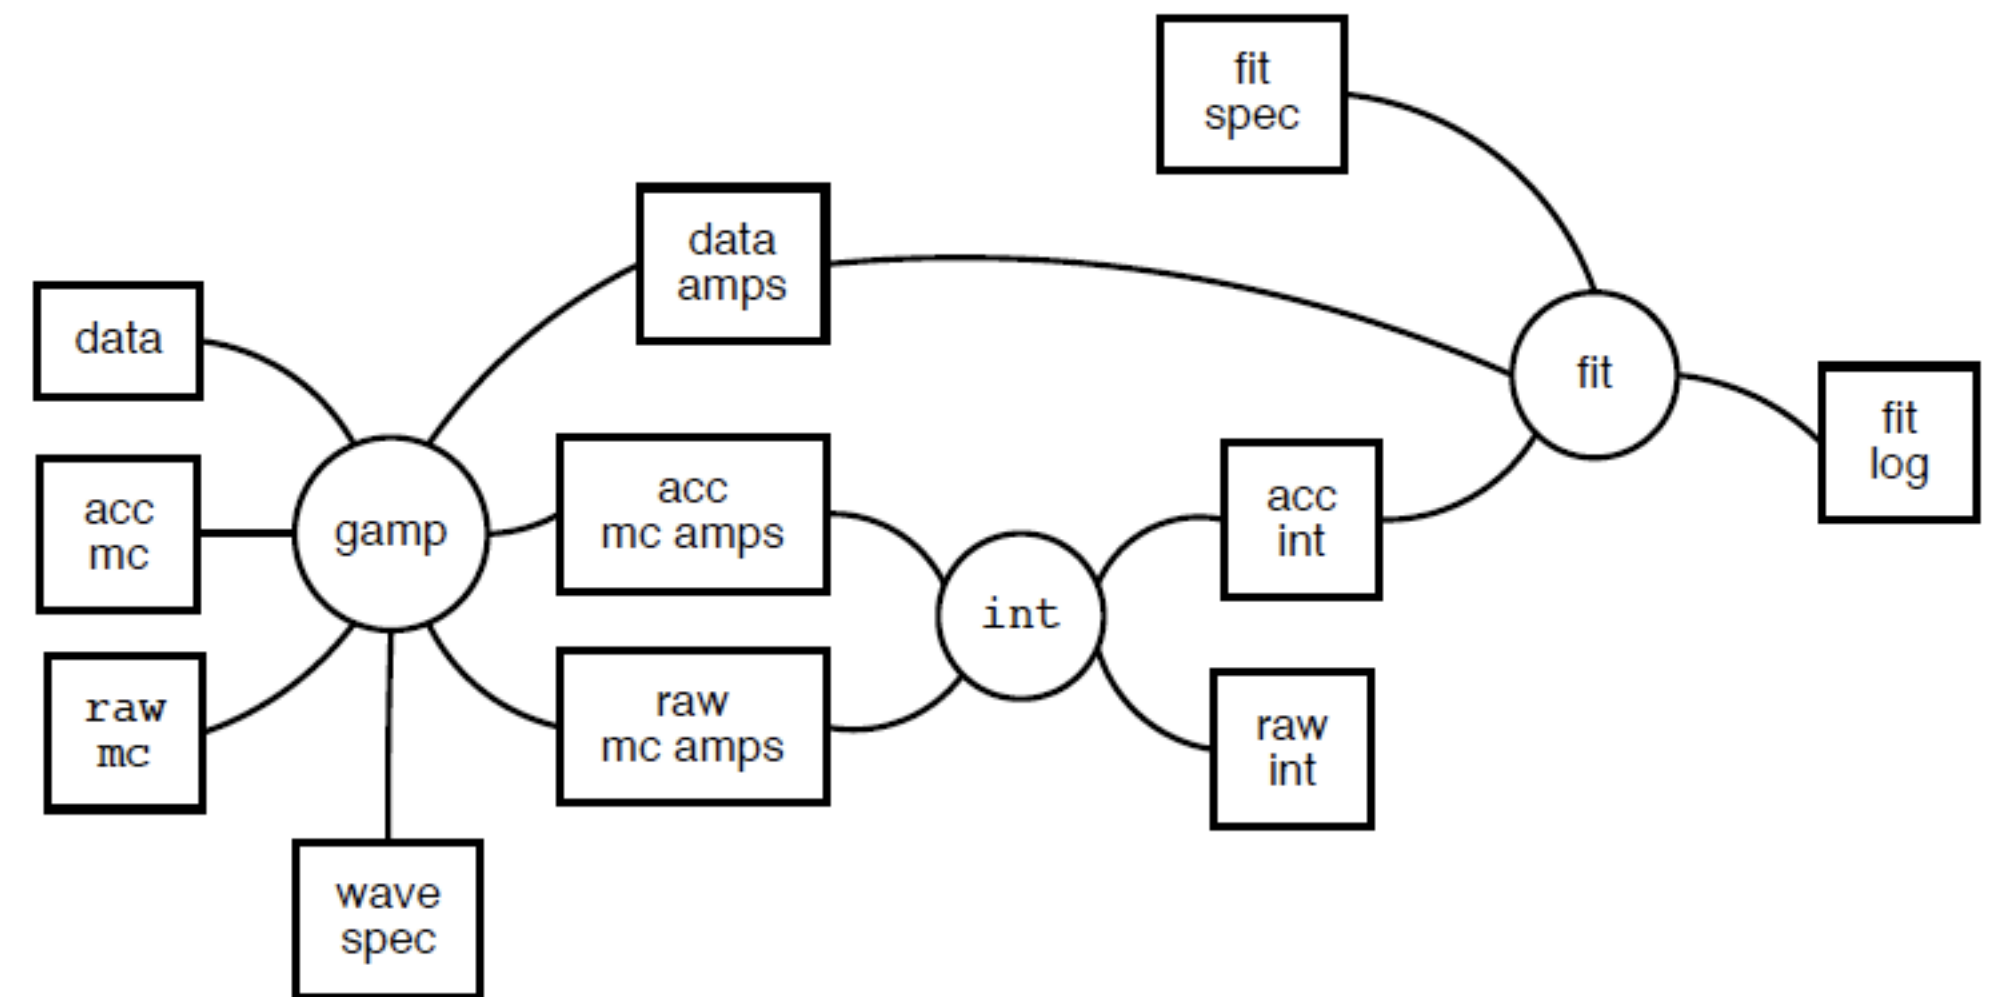 fit
spec
data
amps
data
fit
fit
log
acc
mc
gamp
acc
mc amps
acc
int
int
raw
mc
raw
mc amps
raw
int
wave
spec